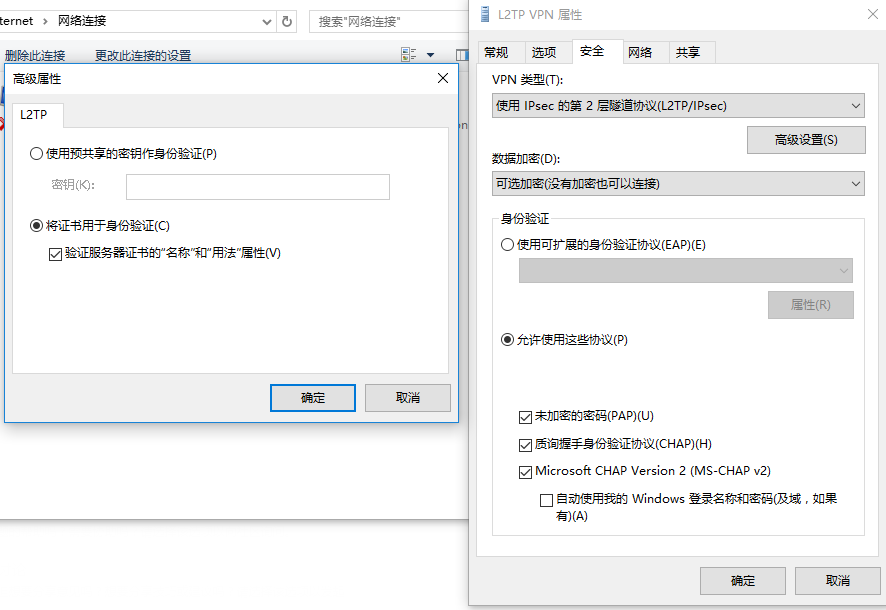 ternet > 网络连接
搜索"网络连接"
删除此连接 更改此连接的设置
高级属性
L2TP
使用预共享的密钥作身份验证(P)
密钥(K):
将证书用于身份验证(C)
验证服务器证书的“名称”和“用法”属性(V)
确定 取消
on
L2TP VPN 属性
常规 选项 安全 网络 共享
VPN 类型(T):
使用 IPsec 的第 2 层隧道协议(L2TP/IPsec)
高级设置(S)
数据加密(D):
可选加密(没有加密也可以连接)
身份验证
使用可扩展的身份验证协议(EAP)(E)
属性(R)
允许使用这些协议(P)
未加密的密码(PAP)(U)
质询握手身份验证协议(CHAP)(H)
Microsoft CHAP Version 2 (MS-CHAP v2)
自动使用我的 Windows 登录名称和密码(及域，如果
有)(A)
确定 取消